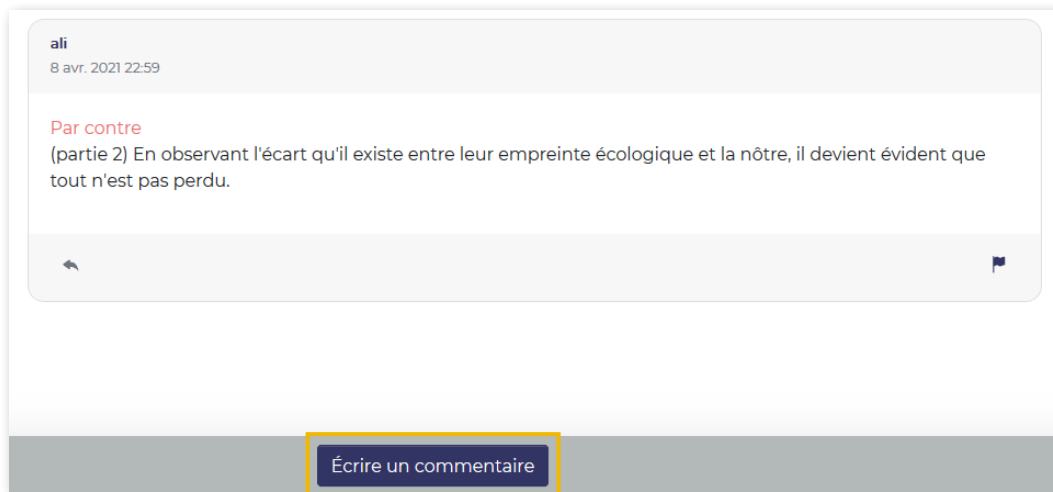 ali
8 avr. 2021 22:59
Par contre
(partie 2) En observant l'écart qu'il existe entre leur empreinte écologique et la nôtre, il devient évident que
tout n'est pas perdu.
Écrire un commentaire